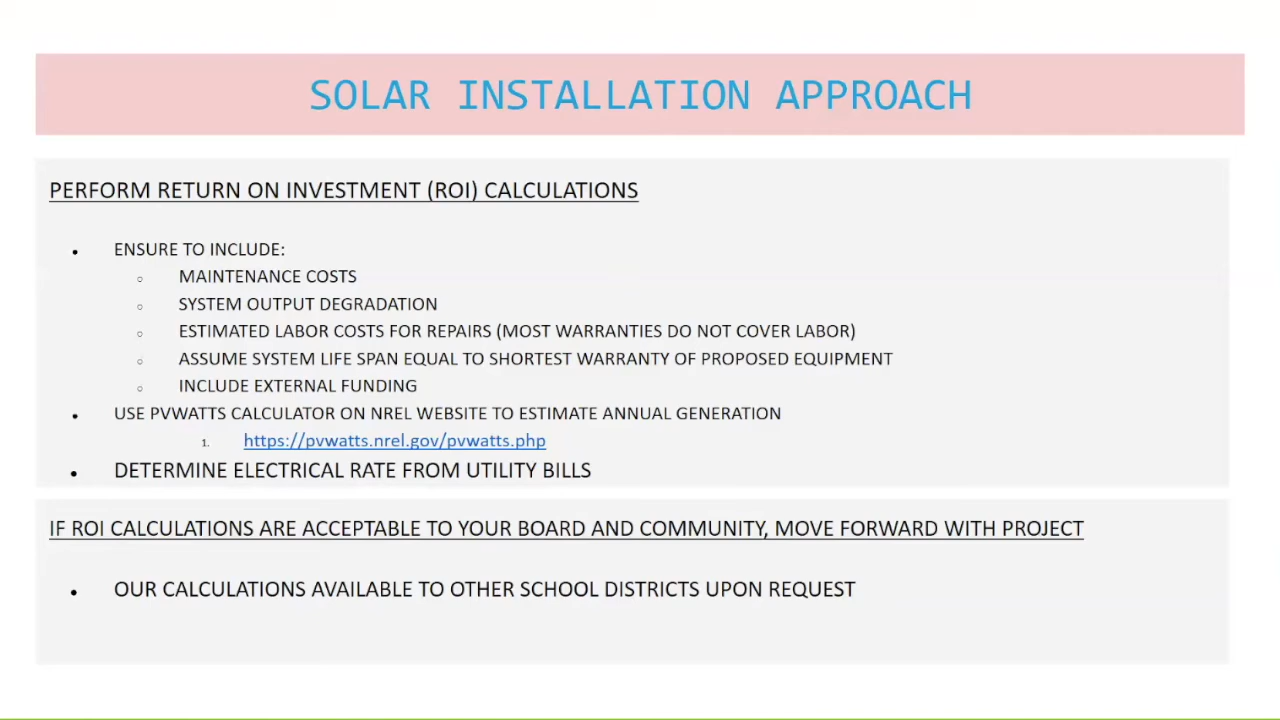 SOLAR INSTALLATION APPROACH
PERFORM RETURN ON INVESTMENT (ROI) CALCULATIONS
• ENSURE TO INCLUDE:
○ MAINTENANCE COSTS
○ SYSTEM OUTPUT DEGRADATION
○ ESTIMATED LABOR COSTS FOR REPAIRS (MOST WARRANTIES DO NOT COVER LABOR)
○ ASSUME SYSTEM LIFE SPAN EQUAL TO SHORTEST WARRANTY OF PROPOSED EQUIPMENT
○ INCLUDE EXTERNAL FUNDING
• USE PVWATTS CALCULATOR ON NREL WEBSITE TO ESTIMATE ANNUAL GENERATION
1. https://pvwatts.nrel.gov/pvwatts.php
• DETERMINE ELECTRICAL RATE FROM UTILITY BILLS
IF ROI CALCULATIONS ARE ACCEPTABLE TO YOUR BOARD AND COMMUNITY, MOVE FORWARD WITH PROJECT
• OUR CALCULATIONS AVAILABLE TO OTHER SCHOOL DISTRICTS UPON REQUEST